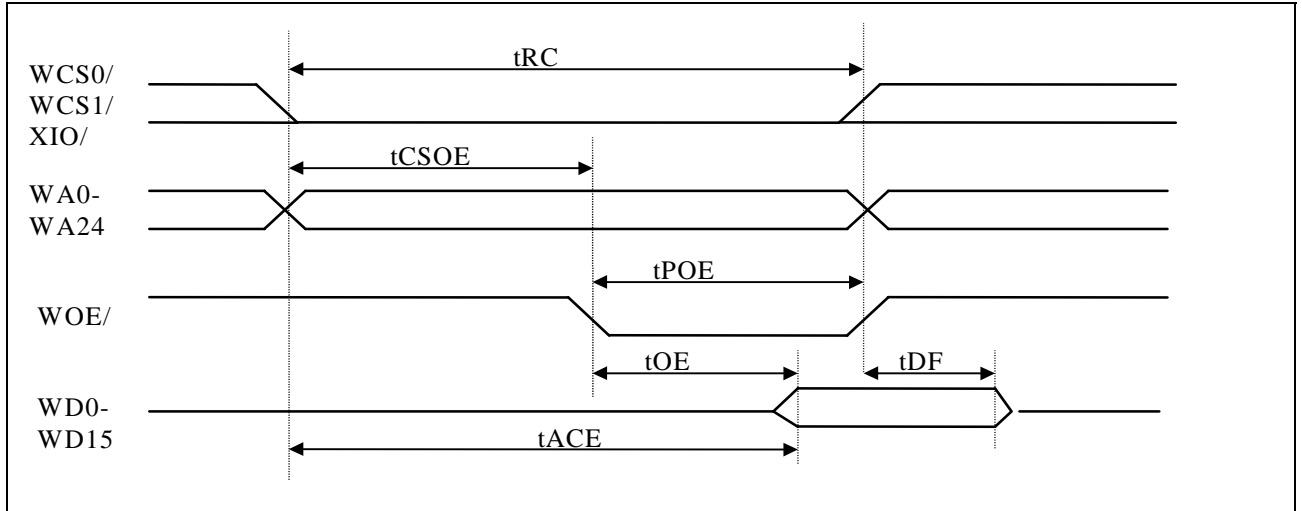 tRC
WCS0/
WCS1/
XIO/
tCSOE
WA0-
WA24
tPOE
WOE/
tOE
tDF
WD0-
WD15
tACE